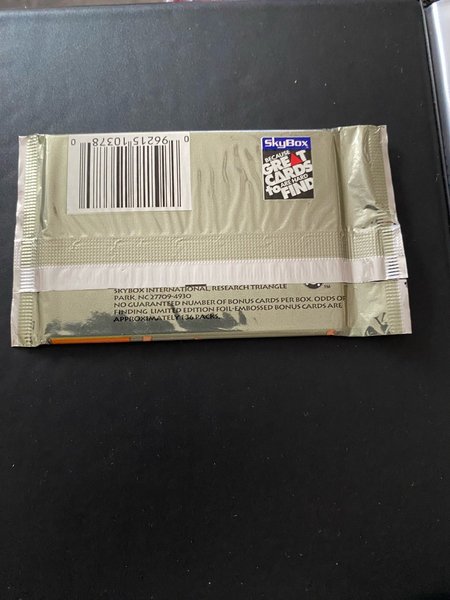 0 96215 10378 0
SkyBox
BECAUSE
GREAT
CARDS
ARE HARD
to FIND
SKYBOX INTERNATIONAL, RESEARCH TRIANGLE
PARK, NC 27709-4930
NO GUARANTEED NUMBER OF BONUS CARDS PER BOX. ODDS OF
FINDING LIMITED EDITION FOIL-EMBOSSED BONUS CARDS ARE
APPROXIMATELY 1:36 PACKS.
TM